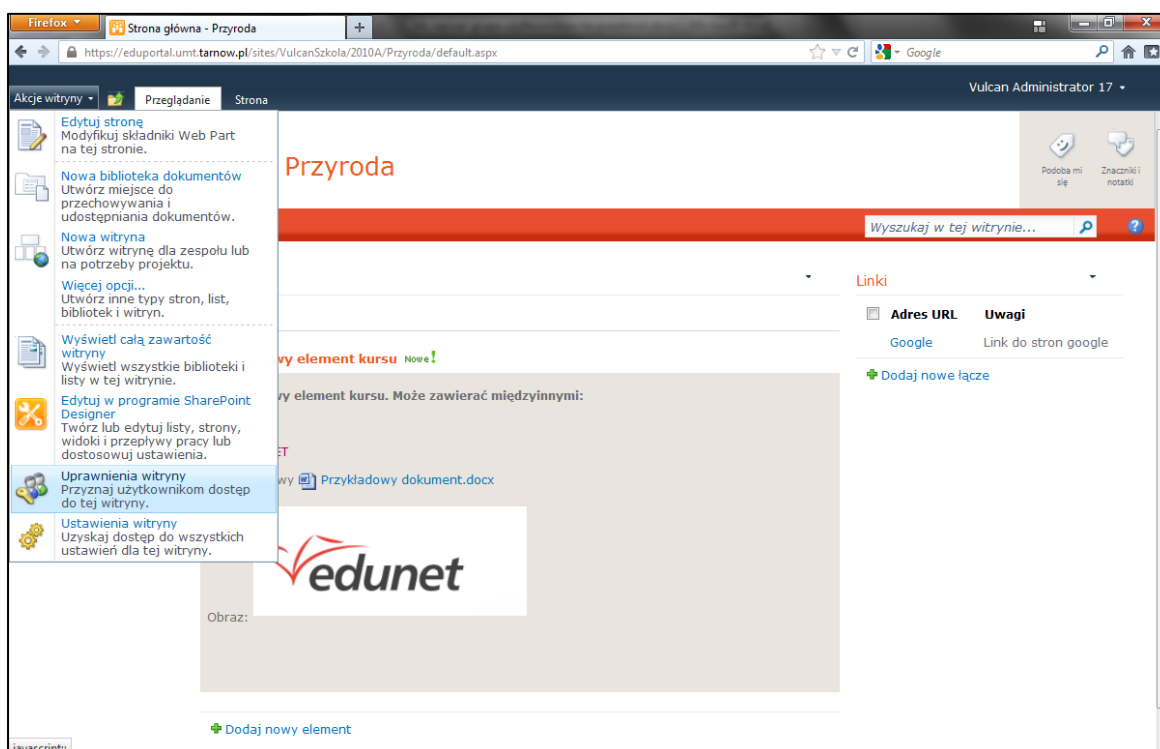 Firefox
Strona główna - Przyroda
https://eduportal.umt.tarnow.pl/sites/VulcanSzkola/2010A/Przyroda/default.aspx
Google
Akcje witryny
Przeglądanie
Strona
Vulcan Administrator 17
Edytuj stronę
Modyfikuj składniki Web Part
na tej stronie.
Nowa biblioteka dokumentów
Utwórz miejsce do
przechowywania i
udostępniania dokumentów.
Nowa witryna
Utwórz witrynę dla zespołu lub
na potrzeby projektu.
Więcej opcji...
Utwórz inne typy stron, list,
bibliotek i witryn.
Wyświetl całą zawartość
witryny
Wyświetl wszystkie biblioteki i
listy w tej witrynie.
Edytuj w programie SharePoint
Designer
Twórz lub edytuj listy, strony,
widoki i przepływy pracy lub
dostosowuj ustawienia.
Uprawnienia witryny
Przyznaj użytkownikom dostęp
do tej witryny.
Ustawienia witryny
Uzyskaj dostęp do wszystkich
ustawień dla tej witryny.
Przyroda
Podoba mi
się
Znaczniki i
notatki
Wyszukaj w tej witrynie...
Linki
Adres URL Uwagi
Google Link do stron google
Dodaj nowe łącze
wy element kursu Nowe!
wy element kursu. Może zawierać międzyinnymi:
ET
wy Przykładowy dokument.docx
edunet
Obraz:
Dodaj nowy element
javascript: